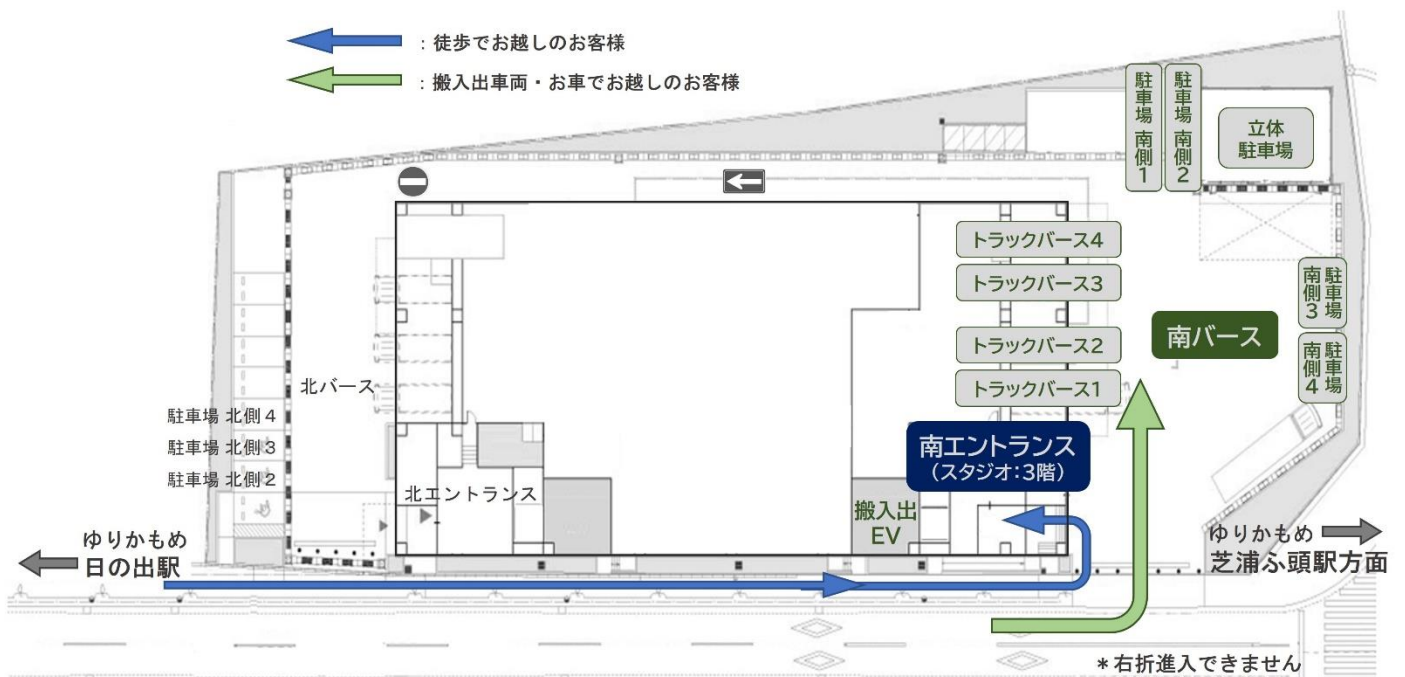 ：徒歩でお越しのお客様
：搬入出車両・お車でお越しのお客様
駐車場 南側1
駐車場 南側2
立体
駐車場
トラックバース4
トラックバース3
トラックバース2
トラックバース1
南バース
駐車場
南側3
駐車場
南側4
北バース
駐車場 北側4
駐車場 北側3
駐車場 北側2
北エントランス
南エントランス
（スタジオ：3階）
搬入出
EV
ゆりかもめ
日の出駅
ゆりかもめ
芝浦ふ頭駅方面
＊右折進入できません